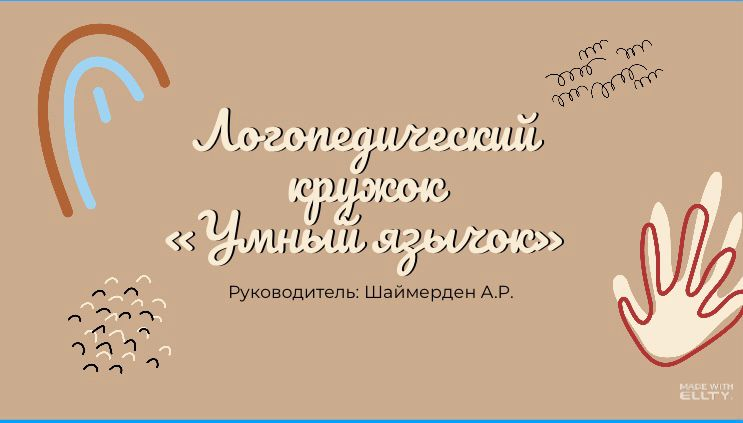 Логопедический
кружок
«Умный язычок»
Руководитель: Шаймерден А.Р.
MADE WITH
ELLTY.